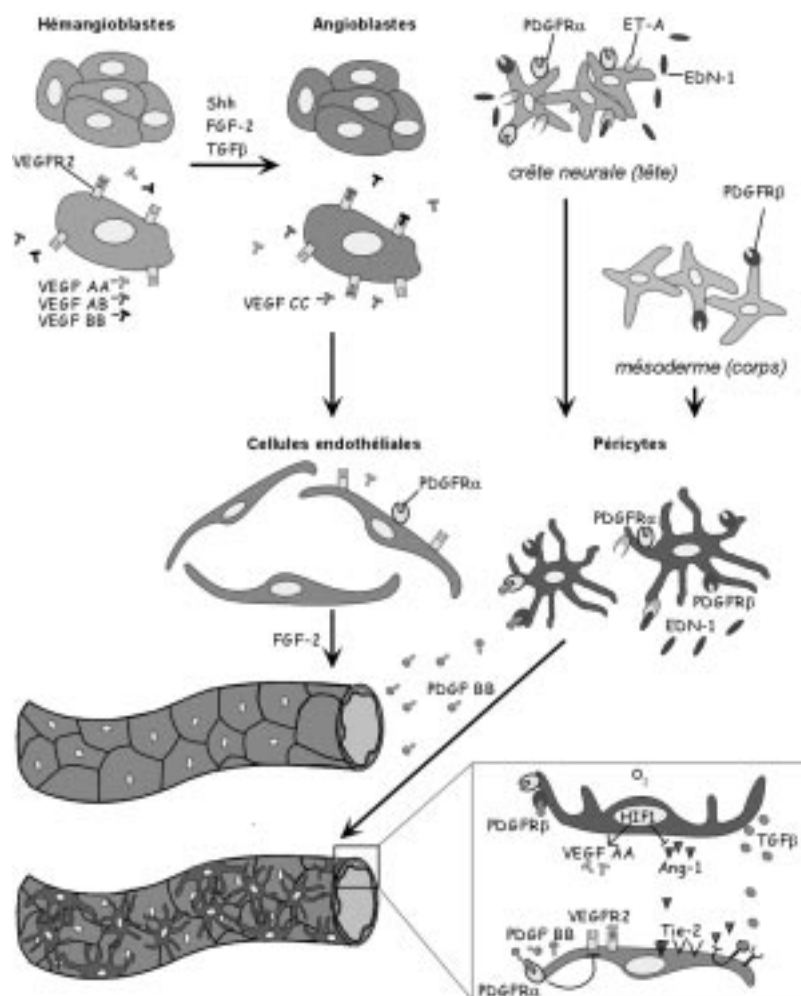 Hémangioblastes
Angioblastes
PDGFRα
ET-A
EDN-1
Shh
FGF-2
TGFβ
VEGFR2
crête neurale (tête)
PDGFRβ
VEGF AA
VEGF AB
VEGF BB
VEGF CC
mésoderme (corps)
Cellules endothéliales
Péricytes
PDGFRα
PDGFRα
PDGFRβ
EDN-1
FGF-2
PDGF BB
O2
HIF1
PDGFRβ
TGFβ
VEGF AA
Ang-1
VEGFR2
Tie-2
PDGF BB
PDGFRα